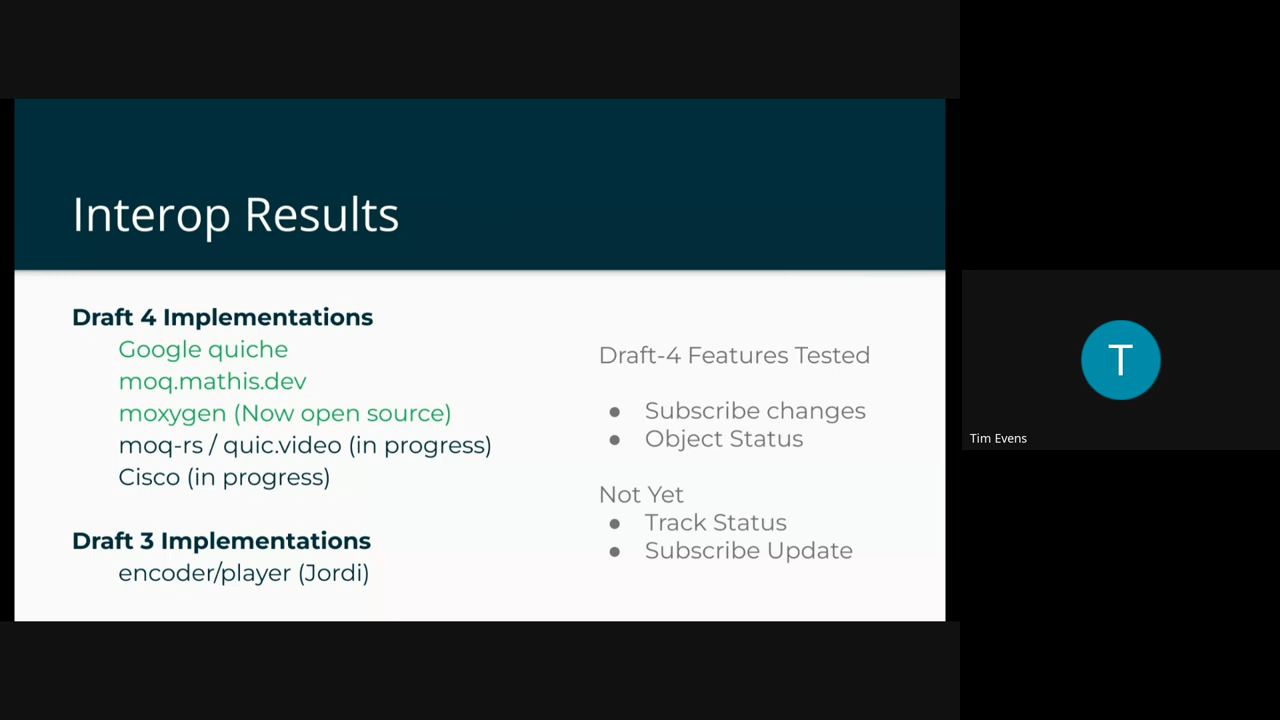 Interop Results
Draft 4 Implementations
Google quiche
moq.mathis.dev
moxygen (Now open source)
moq-rs / quic.video (in progress)
Cisco (in progress)
Draft 3 Implementations
encoder/player (Jordi)
Draft-4 Features Tested
● Subscribe changes
● Object Status
Not Yet
● Track Status
● Subscribe Update
T
Tim Evens